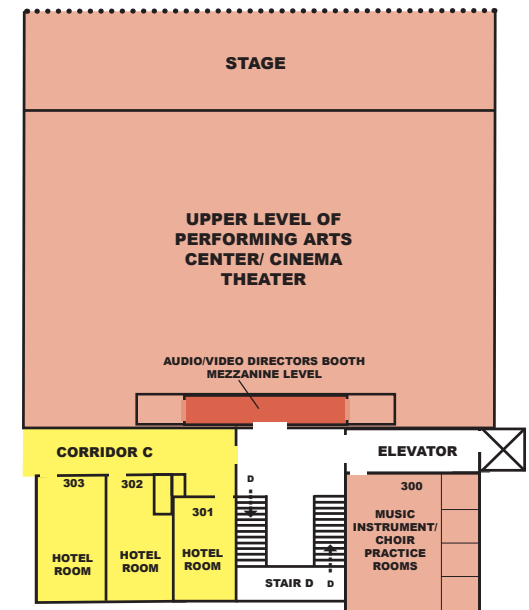 STAGE
UPPER LEVEL OF
PERFORMING ARTS
CENTER/ CINEMA
THEATER
AUDIO/VIDEO DIRECTORS BOOTH
MEZZANINE LEVEL
CORRIDOR C
ELEVATOR
303
302
301
HOTEL
ROOM
HOTEL
ROOM
HOTEL
ROOM
D
STAIR D
D
300
MUSIC
INSTRUMENT/
CHOIR
PRACTICE
ROOMS